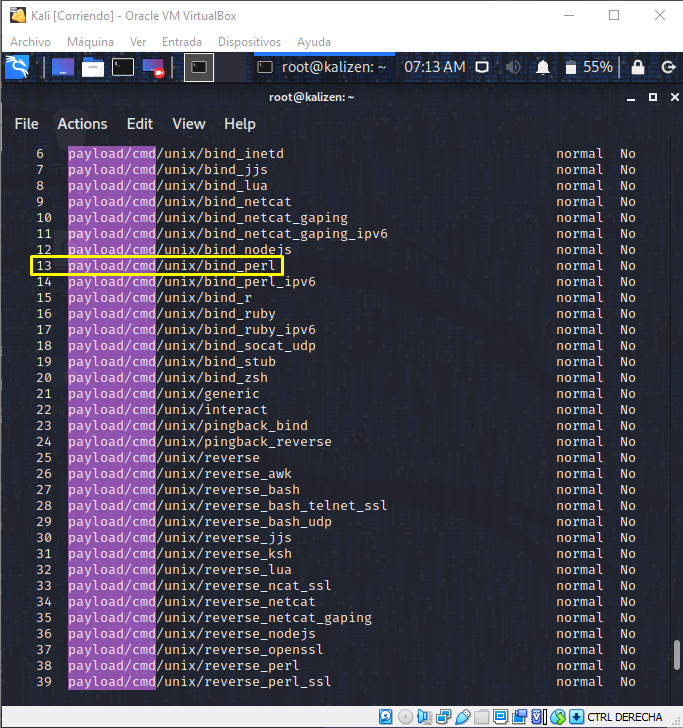 Kali [Corriendo] - Oracle VM VirtualBox
Archivo Máquina Ver Entrada Dispositivos Ayuda
root@kalizen: ~ 07:13 AM 55%
root@kalizen: ~
File Actions Edit View Help
6 payload/cmd/unix/bind_inetd normal No
7 payload/cmd/unix/bind_jjs normal No
8 payload/cmd/unix/bind_lua normal No
9 payload/cmd/unix/bind_netcat normal No
10 payload/cmd/unix/bind_netcat_gaping normal No
11 payload/cmd/unix/bind_netcat_gaping_ipv6 normal No
12 payload/cmd/unix/bind_nodejs normal No
13 payload/cmd/unix/bind_perl normal No
14 payload/cmd/unix/bind_perl_ipv6 normal No
15 payload/cmd/unix/bind_r normal No
16 payload/cmd/unix/bind_ruby normal No
17 payload/cmd/unix/bind_ruby_ipv6 normal No
18 payload/cmd/unix/bind_socat_udp normal No
19 payload/cmd/unix/bind_stub normal No
20 payload/cmd/unix/bind_zsh normal No
21 payload/cmd/unix/generic normal No
22 payload/cmd/unix/interact normal No
23 payload/cmd/unix/pingback_bind normal No
24 payload/cmd/unix/pingback_reverse normal No
25 payload/cmd/unix/reverse normal No
26 payload/cmd/unix/reverse_awk normal No
27 payload/cmd/unix/reverse_bash normal No
28 payload/cmd/unix/reverse_bash_telnet_ssl normal No
29 payload/cmd/unix/reverse_bash_udp normal No
30 payload/cmd/unix/reverse_jjs normal No
31 payload/cmd/unix/reverse_ksh normal No
32 payload/cmd/unix/reverse_lua normal No
33 payload/cmd/unix/reverse_ncat_ssl normal No
34 payload/cmd/unix/reverse_netcat normal No
35 payload/cmd/unix/reverse_netcat_gaping normal No
36 payload/cmd/unix/reverse_nodejs normal No
37 payload/cmd/unix/reverse_openssl normal No
38 payload/cmd/unix/reverse_perl normal No
39 payload/cmd/unix/reverse_perl_ssl normal No
CTRL DERECHA